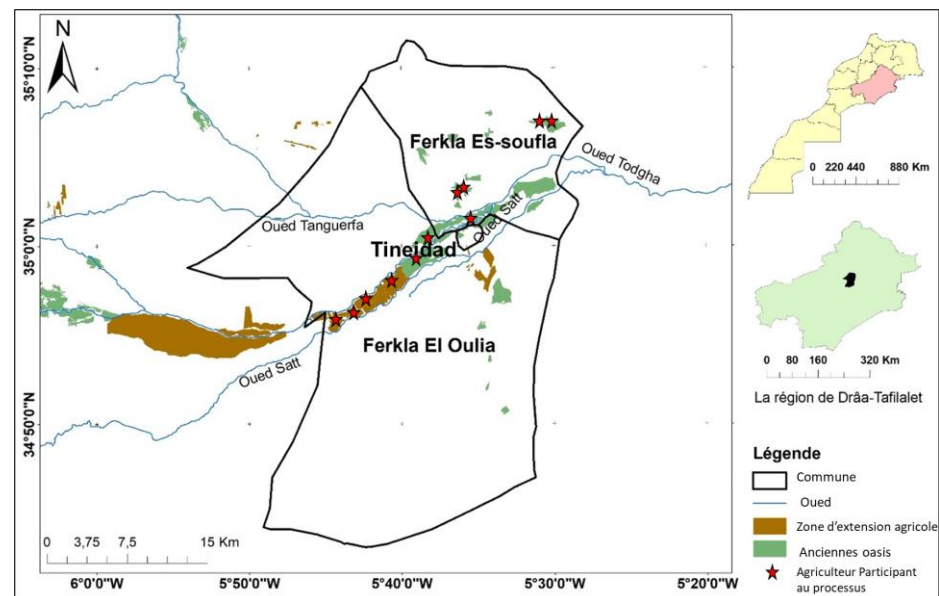 N
35°10'0"N
35°0'0"N
34°50'0"N
Ferkla Es-soufla
Oued Todgha
Oued Satt
Oued Tanguerfa
Tinejdad
Ferkla El Oulia
Oued Satt
0 3,75 7,5 15 Km
6°0'0"W 5°50'0"W 5°40'0"W 5°30'0"W 5°20'0"W
0 220 440 880 Km
0 80 160 320 Km
La région de Drâa-Tafilalet
Légende
Commune
Oued
Zone d'extension agricole
Anciennes oasis
Agriculteur Participant
au processus